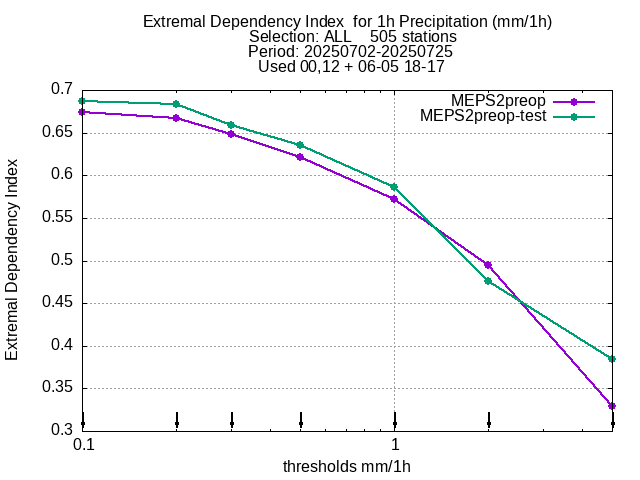 Extremal Dependency Index  for 1h Precipitation (mm/1h)
Selection: ALL    505 stations
Period: 20250702-20250725
Used 00,12 + 06-05 18-17
MEPS2preop
MEPS2preop-test
Extremal Dependency Index
0.7
0.65
0.6
0.55
0.5
0.45
0.4
0.35
0.3
0.1
1
thresholds mm/1h